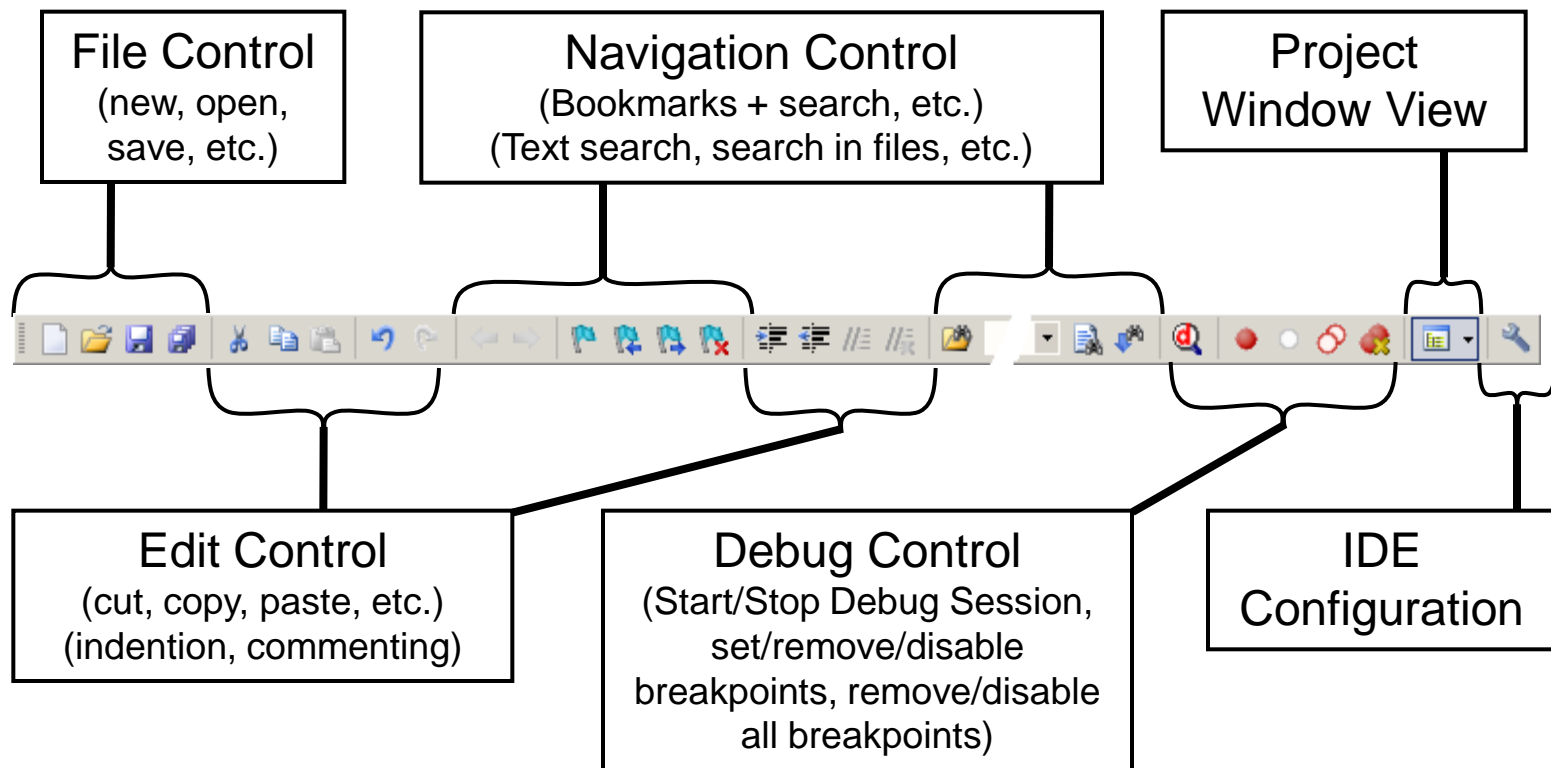 File Control
(new, open,
save, etc.)
Navigation Control
(Bookmarks + search, etc.)
(Text search, search in files, etc.)
Project
Window View
Edit Control
(cut, copy, paste, etc.)
(indention, commenting)
Debug Control
(Start/Stop Debug Session,
set/remove/disable
breakpoints, remove/disable
all breakpoints)
IDE
Configuration